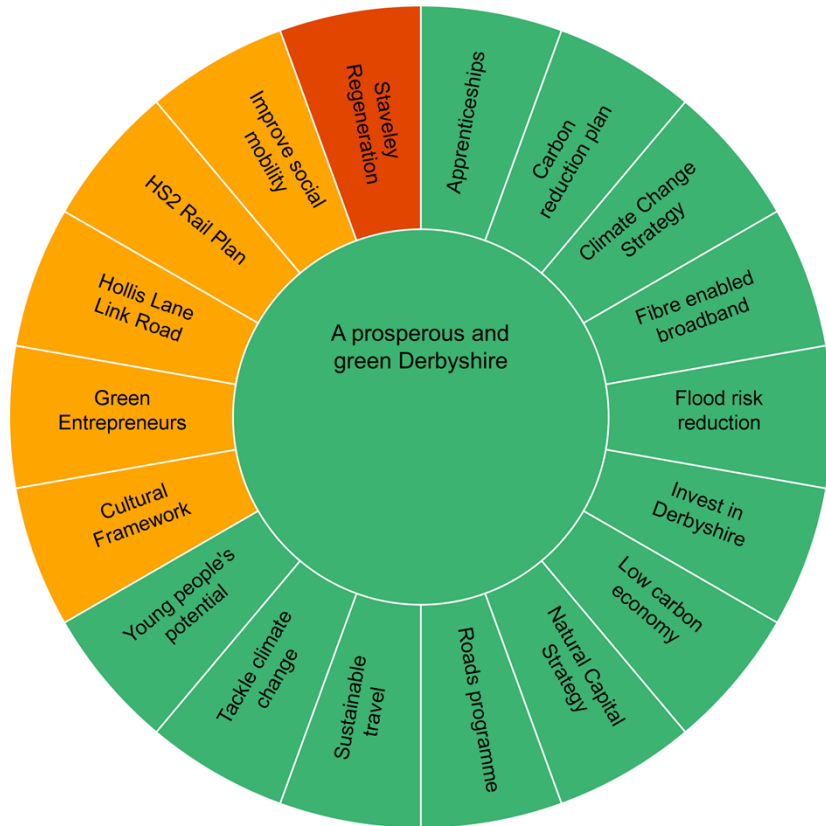 A prosperous and
green Derbyshire
Apprenticeships
Carbon
reduction plan
Climate Change
Strategy
Fibre enabled
broadband
Flood risk
reduction
Invest in
Derbyshire
Low carbon
economy
Natural Capital
Strategy
Roads programme
Sustainable
travel
Tackle climate
change
Young people's
potential
Cultural
Framework
Green
Entrepreneurs
Hollis Lane
Link Road
HS2 Rail Plan
Improve social
mobility
Staveley
Regeneration